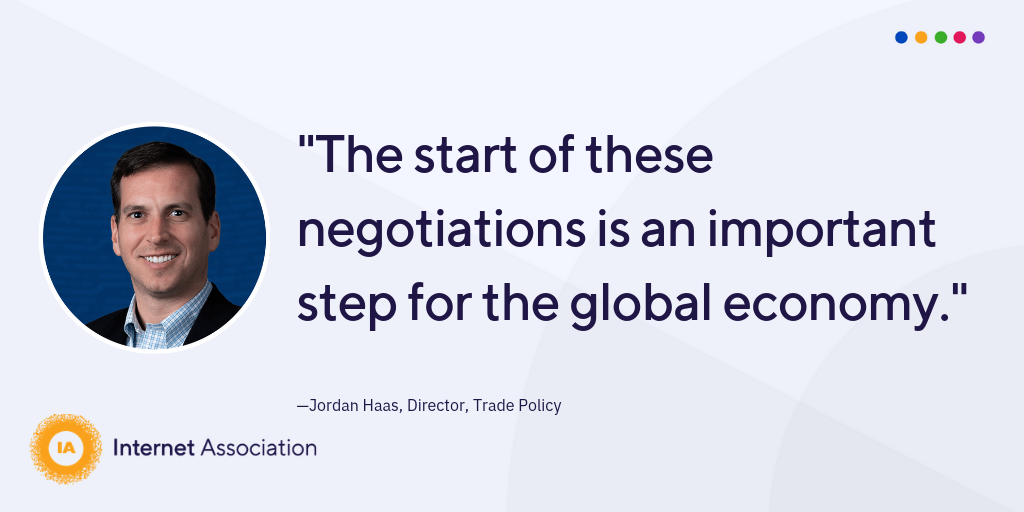 "The start of these
negotiations is an important
step for the global economy."
—Jordan Haas, Director, Trade Policy
IA
Internet Association